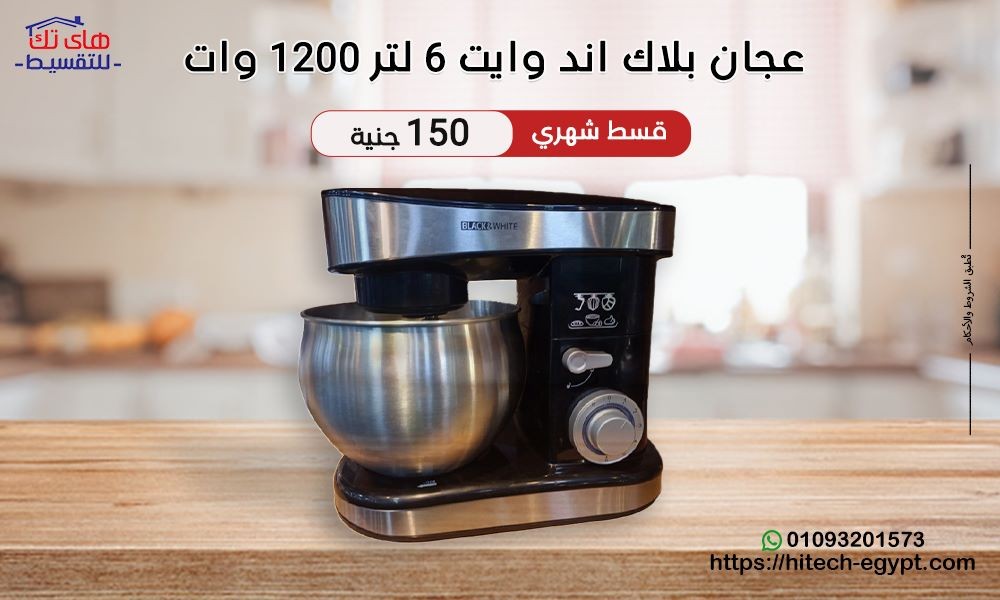 هاى تك
-للتقسيط-
عجان بلاك اند وايت 6 لتر 1200 وات
قسط شهري 150 جنية
BLACK&WHITE
تُطبق الشروط والأحكام
01093201573
https://hitech-egypt.com